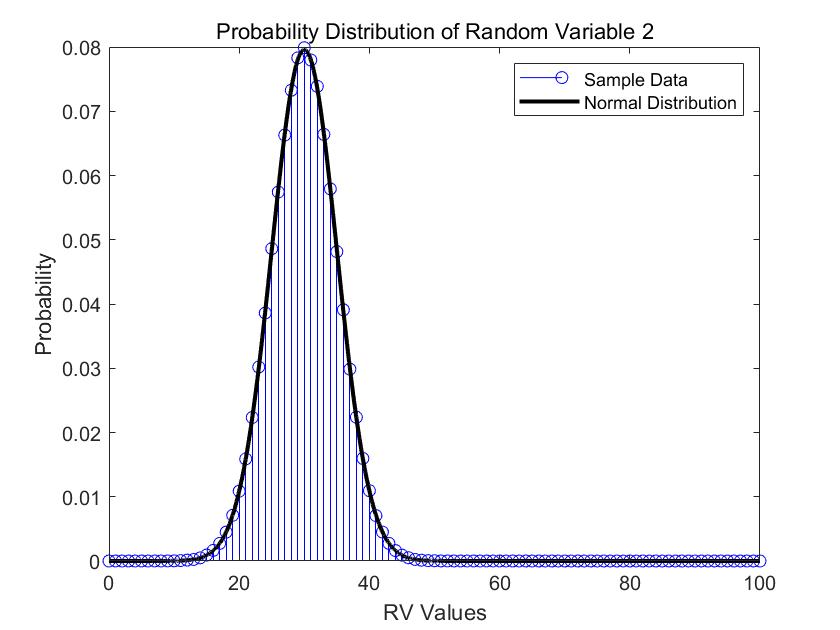 Probability Distribution of Random Variable 2
Sample Data
Normal Distribution
0.08
0.07
0.06
0.05
0.04
0.03
0.02
0.01
0
Probability
0 20 40 60 80 100
RV Values